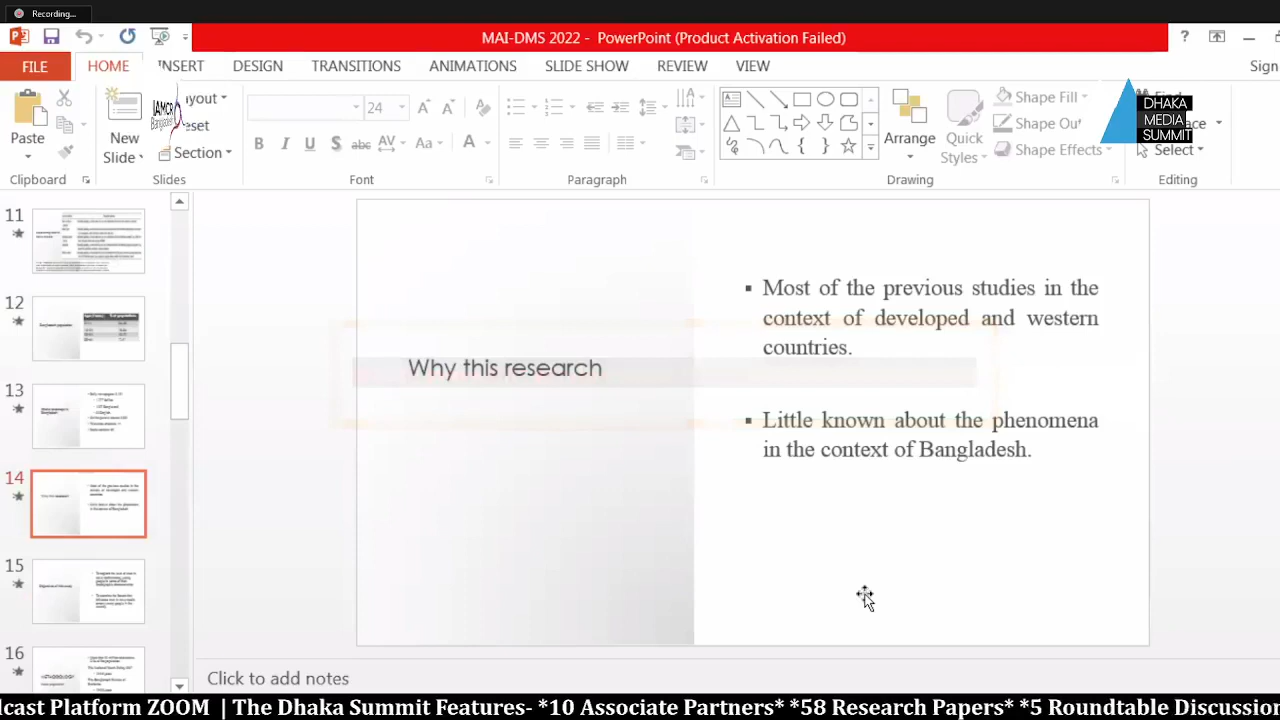 Recording...
MAI-DMS 2022 - PowerPoint (Product Activation Failed)
FILE HOME INSERT DESIGN TRANSITIONS ANIMATIONS SLIDE SHOW REVIEW VIEW Sign
Paste
New
Slide
Section
24
Arrange
Quick
Styles
Shape Fill
Shape Out
Shape Effects
Select
DHAKA
MEDIA
SUMMIT
IAMCR
Clipboard Slides Font Paragraph Drawing Editing
11
12
13
14
15
16
Why this research
▪ Most of the previous studies in the
context of developed and western
countries.
▪ Little known about the phenomena
in the context of Bangladesh.
Click to add notes
dcast Platform ZOOM | The Dhaka Summit Features- *10 Associate Partners* *58 Research Papers* *5 Roundtable Discussion